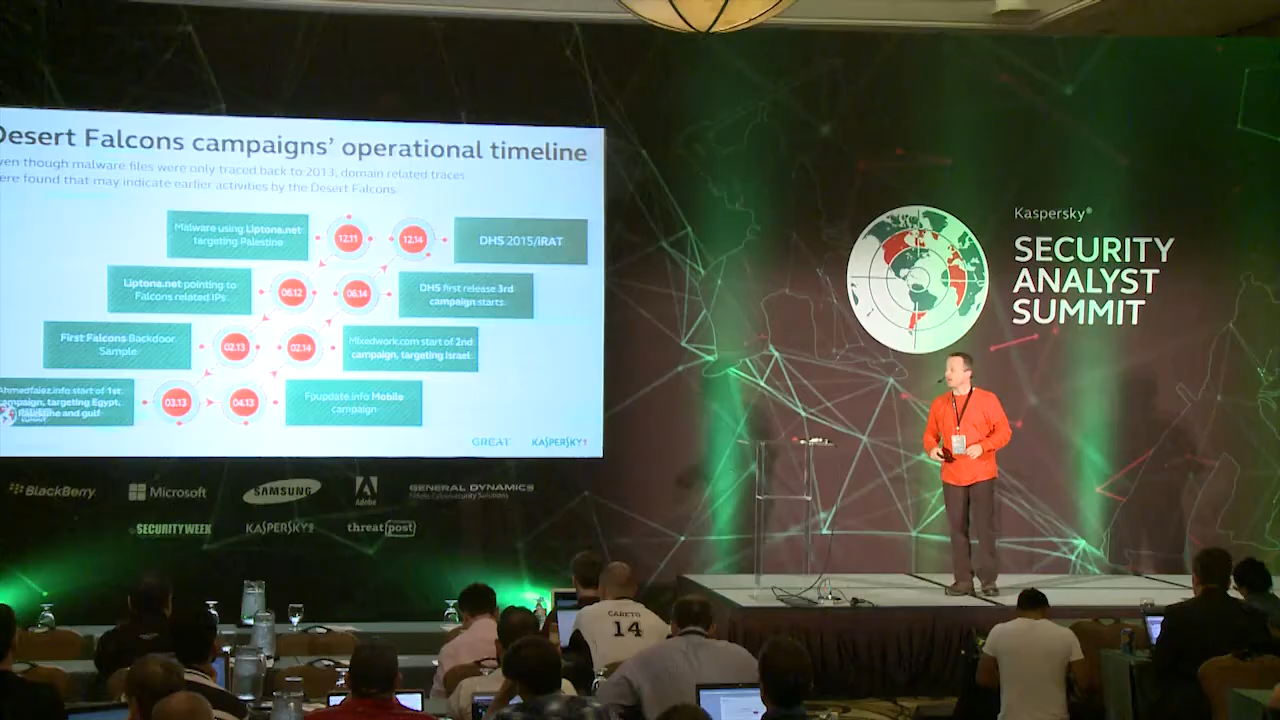 Desert Falcons campaigns' operational timeline
ven though malware files were only traced back to 2013, domain related traces
ere found that may indicate earlier activities by the Desert Falcons
Malware using Liptona.net
targeting Palestine
12.11
12.14
DHS 2015/iRAT
Liptona.net pointing to
Falcons related IPs
06.12
06.14
DHS first release 3rd
campaign starts
First Falcons Backdoor
Sample
02.13
02.14
Mixedwork.com start of 2nd
campaign, targeting Israel
Ahmedfaiez.info start of 1st
campaign, targeting Egypt,
Palestine and gulf
03.13
04.13
Fpupdate.info Mobile
campaign
GREAT
KASPERSKY
Kaspersky®
SECURITY
ANALYST
SUMMIT
BlackBerry
Microsoft
SAMSUNG
Adobe
GENERAL DYNAMICS
Fidelis Cybersecurity Solutions
SECURITYWEEK
KASPERSKY
threatpost
CARETO
14